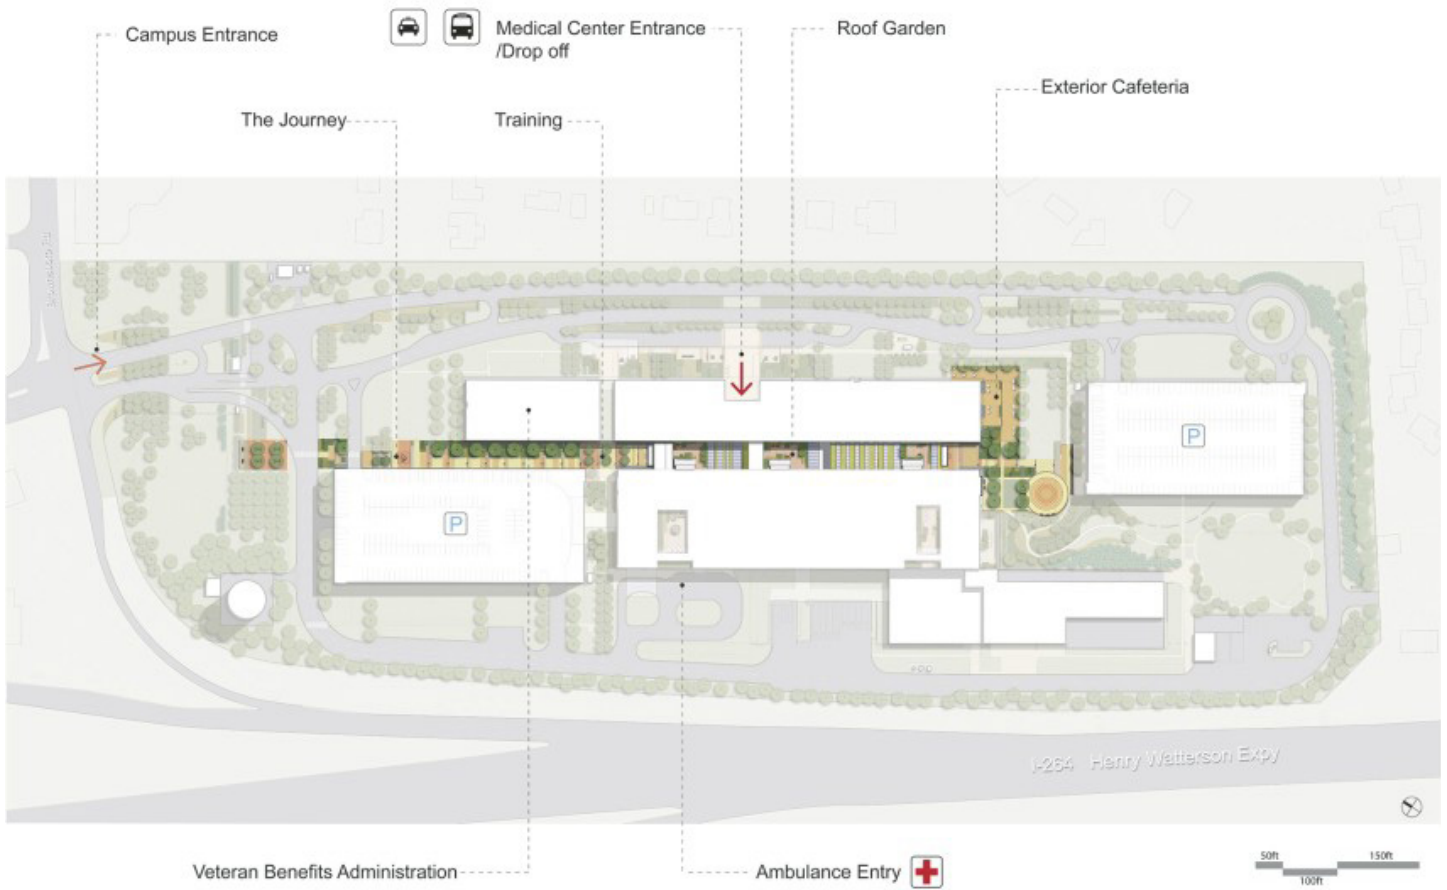 Campus Entrance
Medical Center Entrance
/Drop off
Roof Garden
Exterior Cafeteria
The Journey
Training
P
P
I-264 Henry Watterson Expy
Veteran Benefits Administration
Ambulance Entry
50ft
150ft
100ft